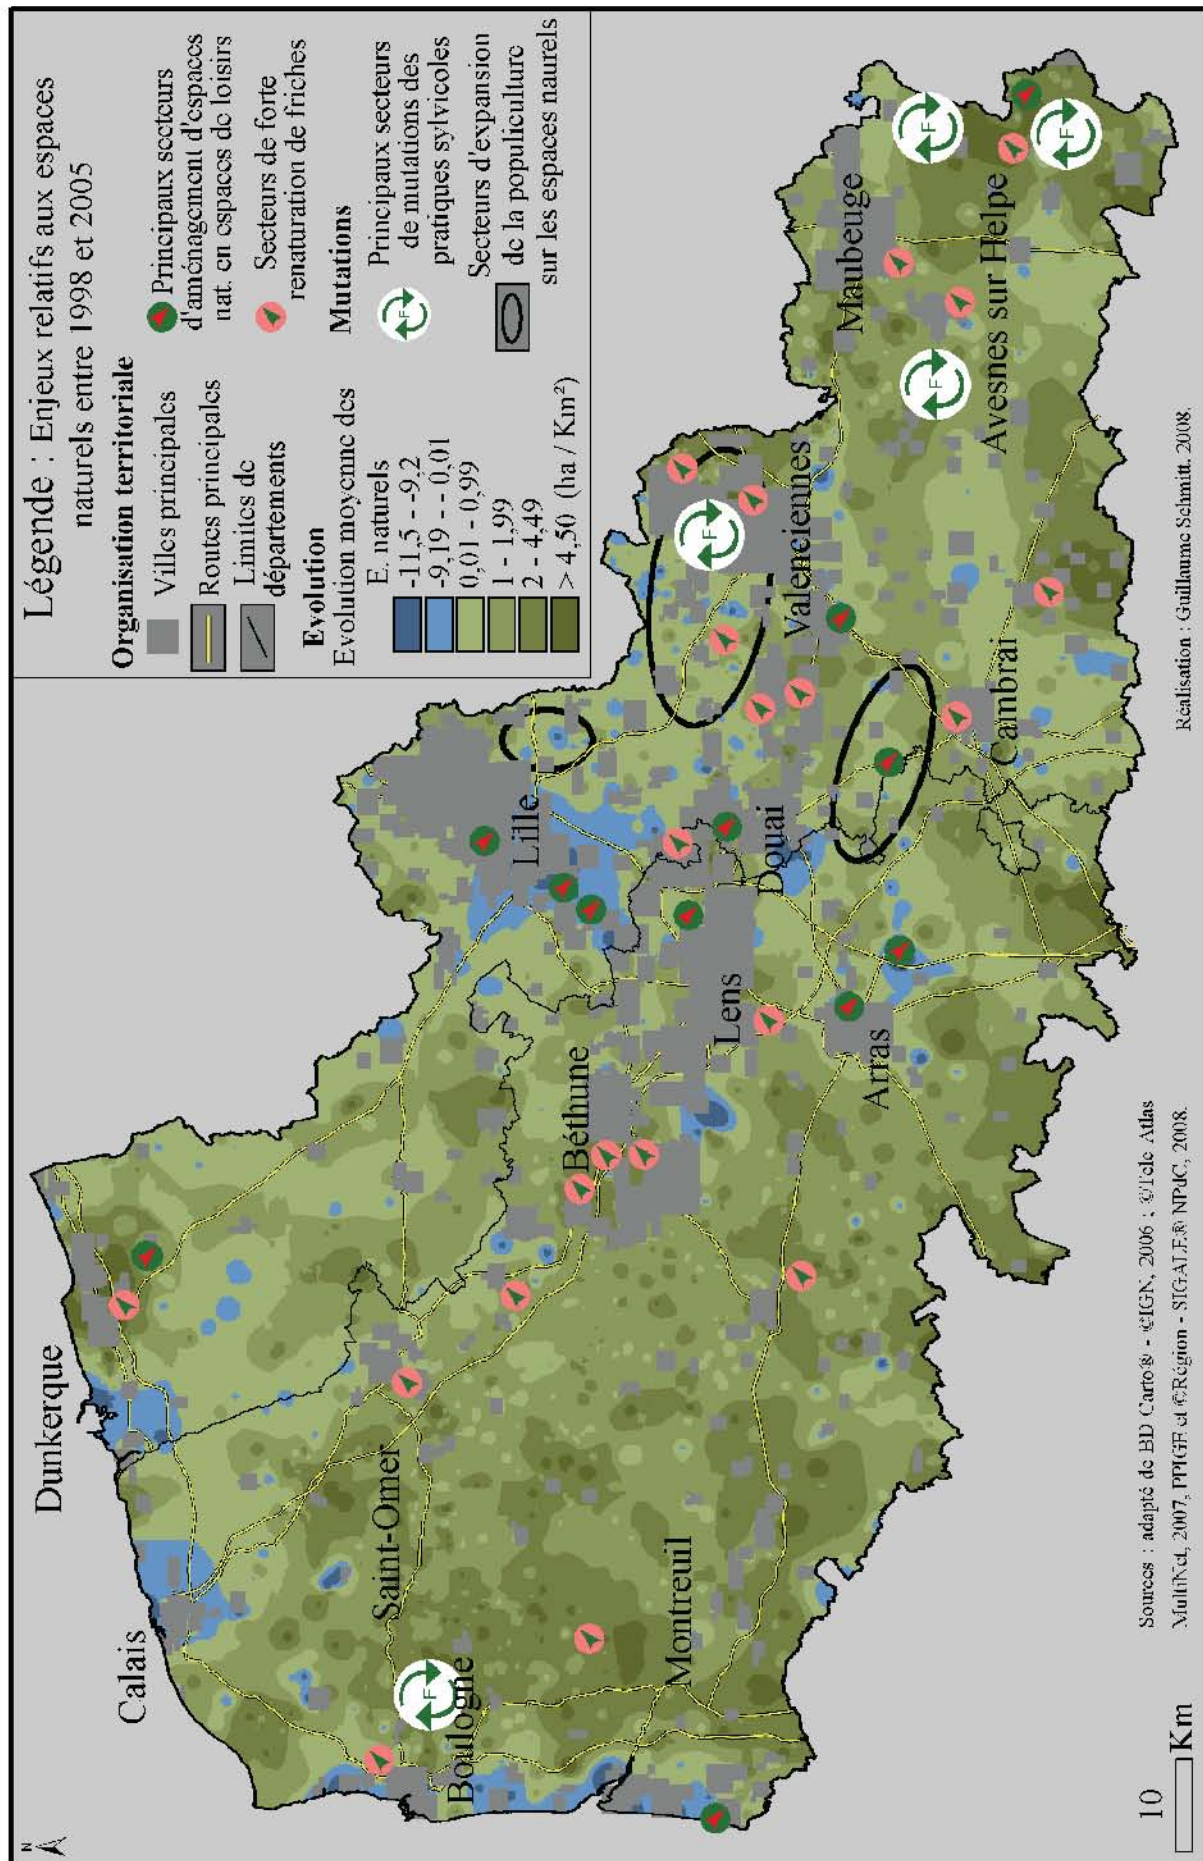 Légende : Enjeux relatifs aux espaces
naturels entre 1998 et 2005
Organisation territoriale
Villes principales
Routes principales
Limites de
départements
Evolution
Evolution moyenne des
E. naturels
-11,5 - -9,2
-9,19 - - 0,01
0,01 - 0,99
1 - 1,99
2 - 4,49
> 4,50 (ha / Km²)
Principaux secteurs
d'aménagement d'espaces
nat. en espaces de loisirs
Secteurs de forte
renaturation de friches
Mutations
F
Principaux secteurs
de mutations des
pratiques sylvicoles
Secteurs d'expansion
de la populiculture
sur les espaces naurels
N
Dunkerque
Calais
Saint-Omer
F
Boulogne
Montreuil
Béthune
Lille
Lens
Douai
Arras
F
Valenciennes
Cambrai
Maubeuge
F
F
F
Avesnes sur Helpe
10
Km
Sources : adapté de BD Carto® - ©IGN, 2006 ; ©Tele Atlas
MultiNet, 2007, PPIGE et ©Région - SIGALE® NPdC, 2008.
Réalisation : Guillaume Schmitt, 2008.